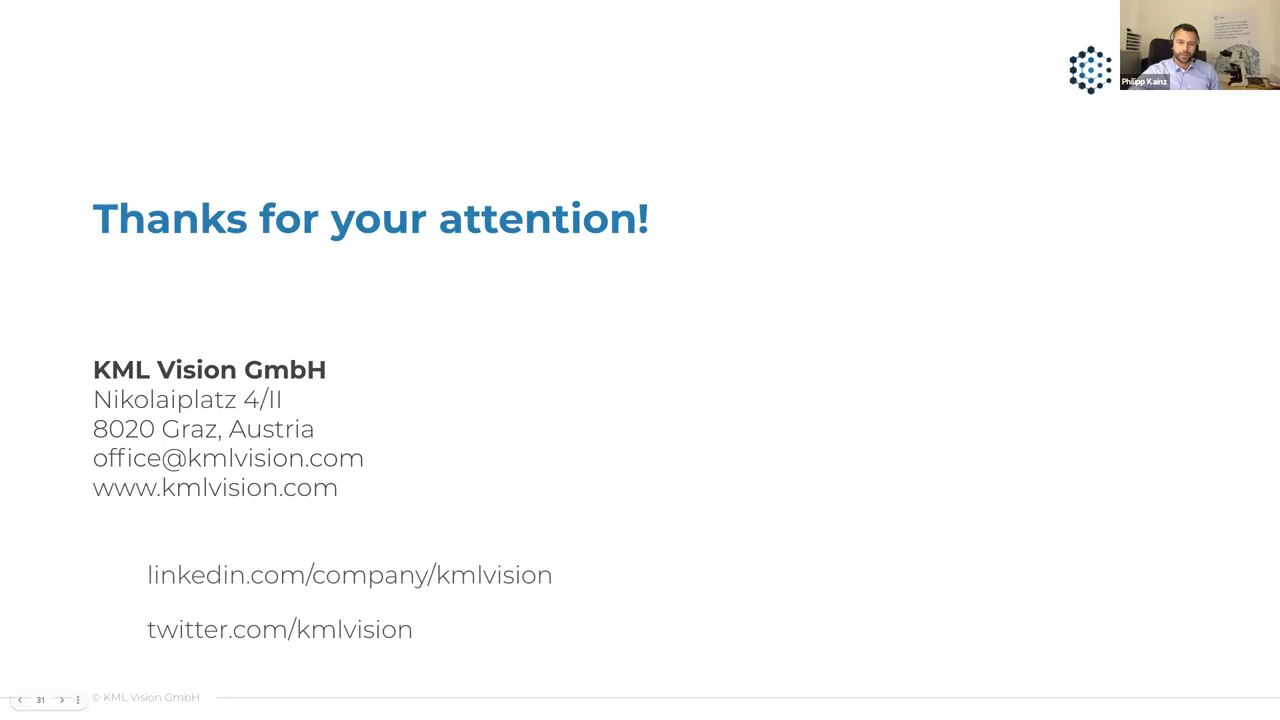 Philipp Kainz
Thanks for your attention!
KML Vision GmbH
Nikolaiplatz 4/II
8020 Graz, Austria
office@kmlvision.com
www.kmlvision.com
linkedin.com/company/kmlvision
twitter.com/kmlvision
31
© KML Vision GmbH